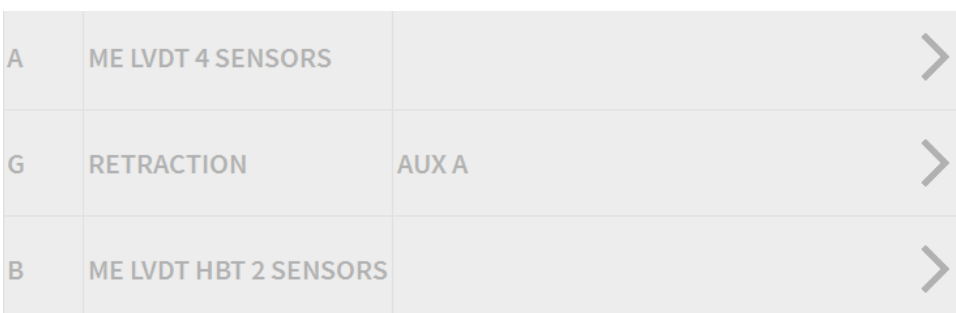 A ME LVDT 4 SENSORS
G RETRACTION AUX A
B ME LVDT HBT 2 SENSORS